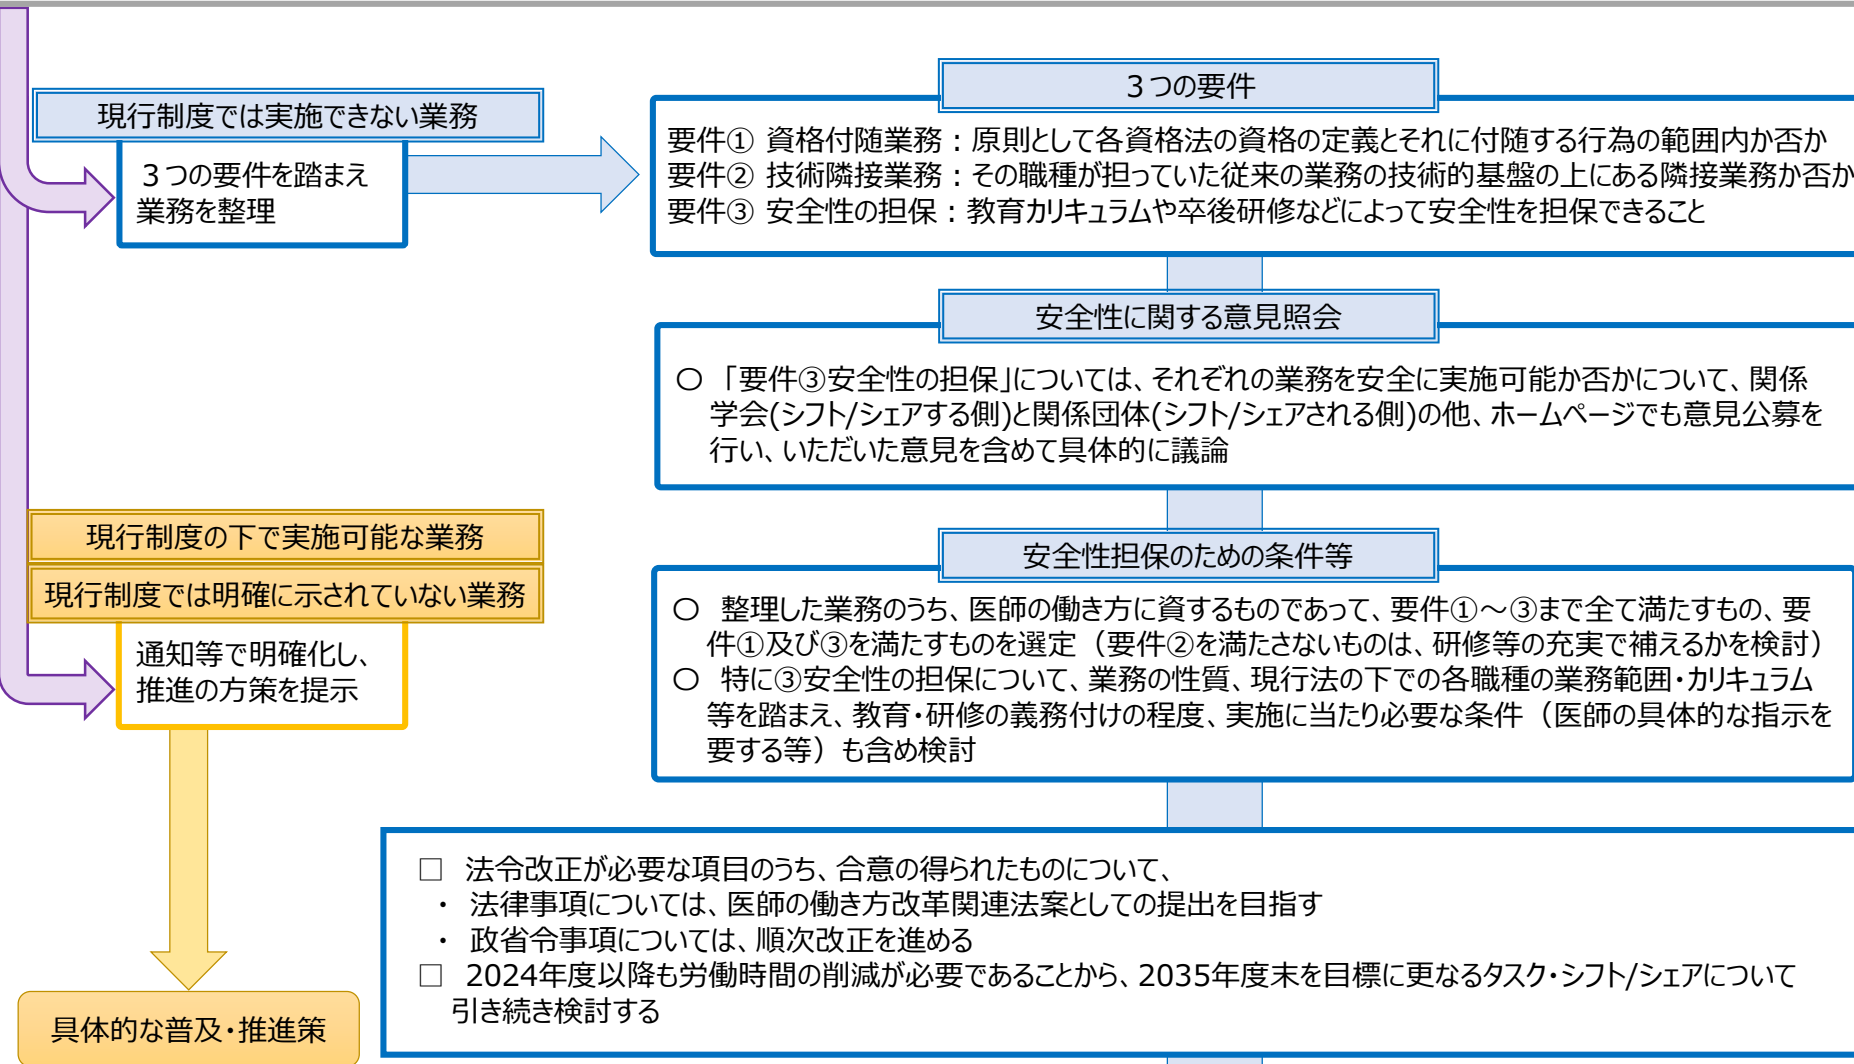 現行制度では実施できない業務
３つの要件を踏まえ
業務を整理
３つの要件
要件① 資格付随業務：原則として各資格法の資格の定義とそれに付随する行為の範囲内か否か
要件② 技術隣接業務：その職種が担っていた従来の業務の技術的基盤の上にある隣接業務か否か
要件③ 安全性の担保：教育カリキュラムや卒後研修などによって安全性を担保できること
安全性に関する意見照会
○ 「要件③安全性の担保」については、それぞれの業務を安全に実施可能か否かについて、関係
学会(シフト/シェアする側)と関係団体(シフト/シェアされる側)の他、ホームページでも意見公募を
行い、いただいた意見を含めて具体的に議論
現行制度の下で実施可能な業務
現行制度では明確に示されていない業務
通知等で明確化し、
推進の方策を提示
安全性担保のための条件等
○ 整理した業務のうち、医師の働き方に資するものであって、要件①～③まで全て満たすもの、要
件①及び③を満たすものを選定（要件②を満たさないものは、研修等の充実で補えるかを検討）
○ 特に③安全性の担保について、業務の性質、現行法の下での各職種の業務範囲・カリキュラム
等を踏まえ、教育・研修の義務付けの程度、実施に当たり必要な条件（医師の具体的な指示を
要する等）も含め検討
□ 法令改正が必要な項目のうち、合意の得られたものについて、
・ 法律事項については、医師の働き方改革関連法案としての提出を目指す
・ 政省令事項については、順次改正を進める
□ 2024年度以降も労働時間の削減が必要であることから、2035年度末を目標に更なるタスク・シフト/シェアについて
引き続き検討する
具体的な普及・推進策